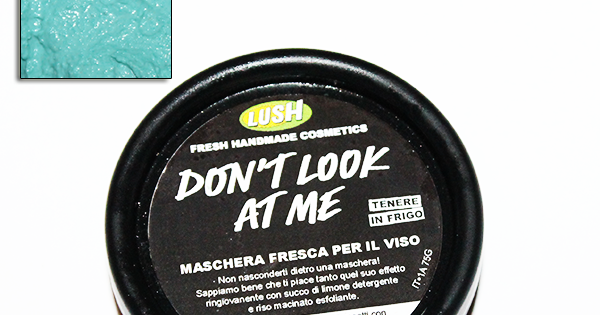 LUSH
FRESH HANDMADE COSMETICS
DON'T LOOK
AT ME
TENERE
IN FRIGO
MASCHERA FRESCA PER IL VISO
· Non nasconderti dietro una maschera!
Sappiamo bene che ti piace tanto quel suo effetto
ringiovanente con succo di limone detergente
e riso macinato esfoliante.
IT•1A 75G
con